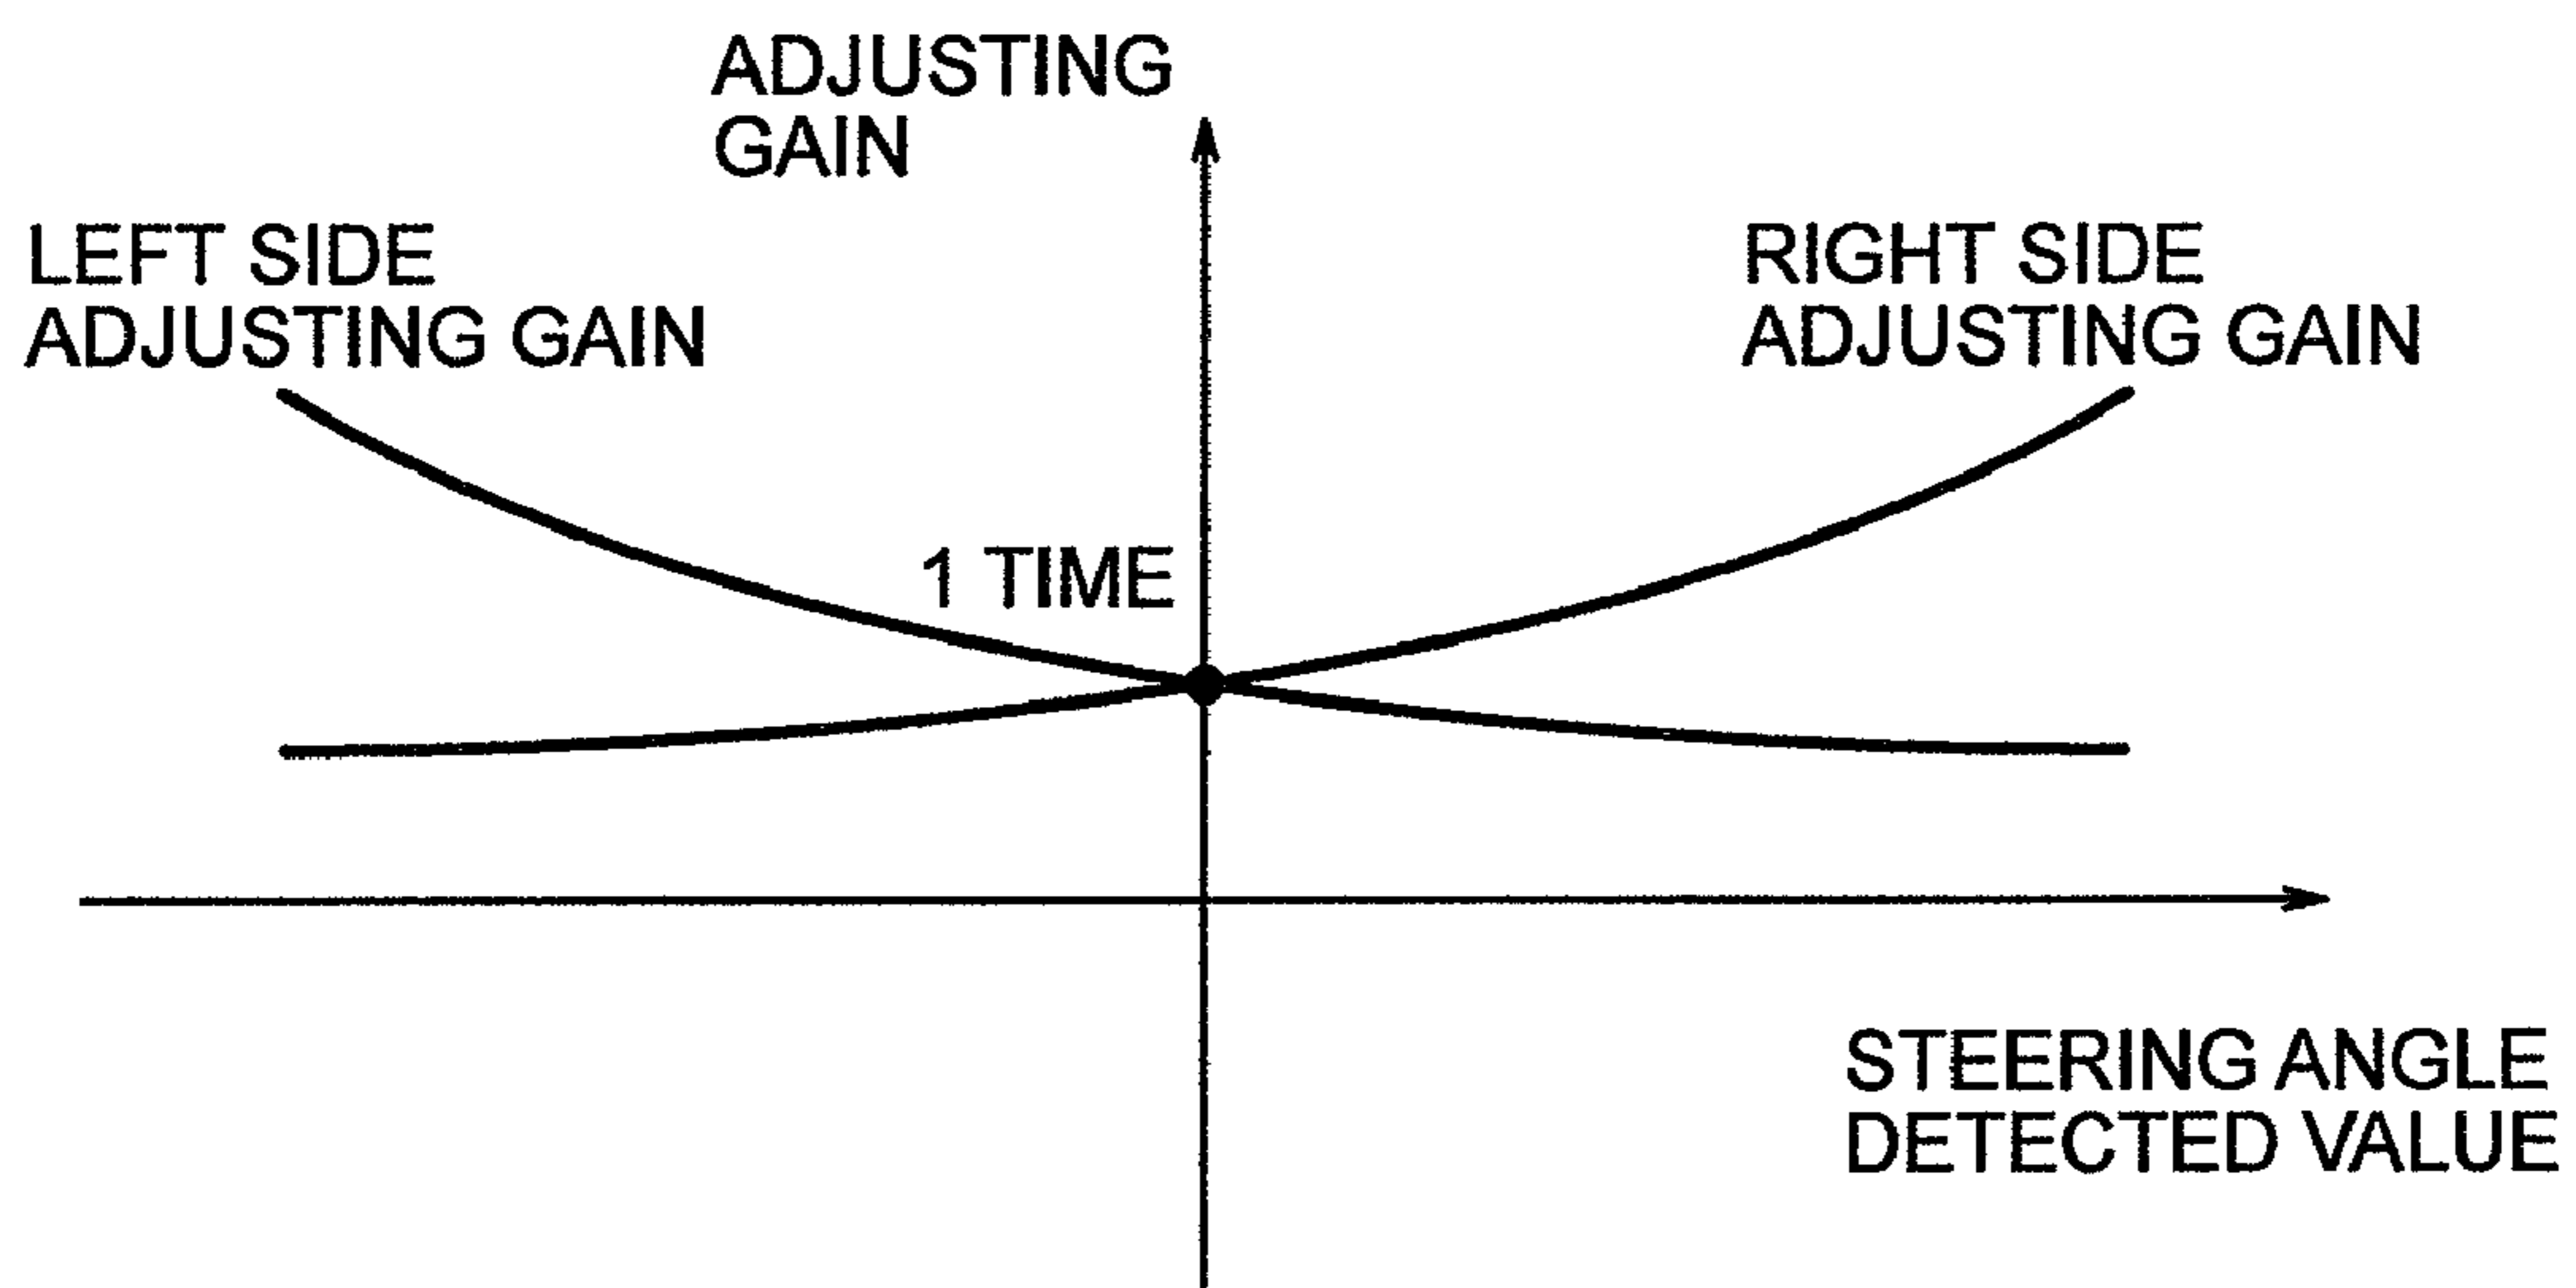 ADJUSTING
GAIN
LEFT SIDE
ADJUSTING GAIN
RIGHT SIDE
ADJUSTING GAIN
1 TIME
STEERING ANGLE
DETECTED VALUE